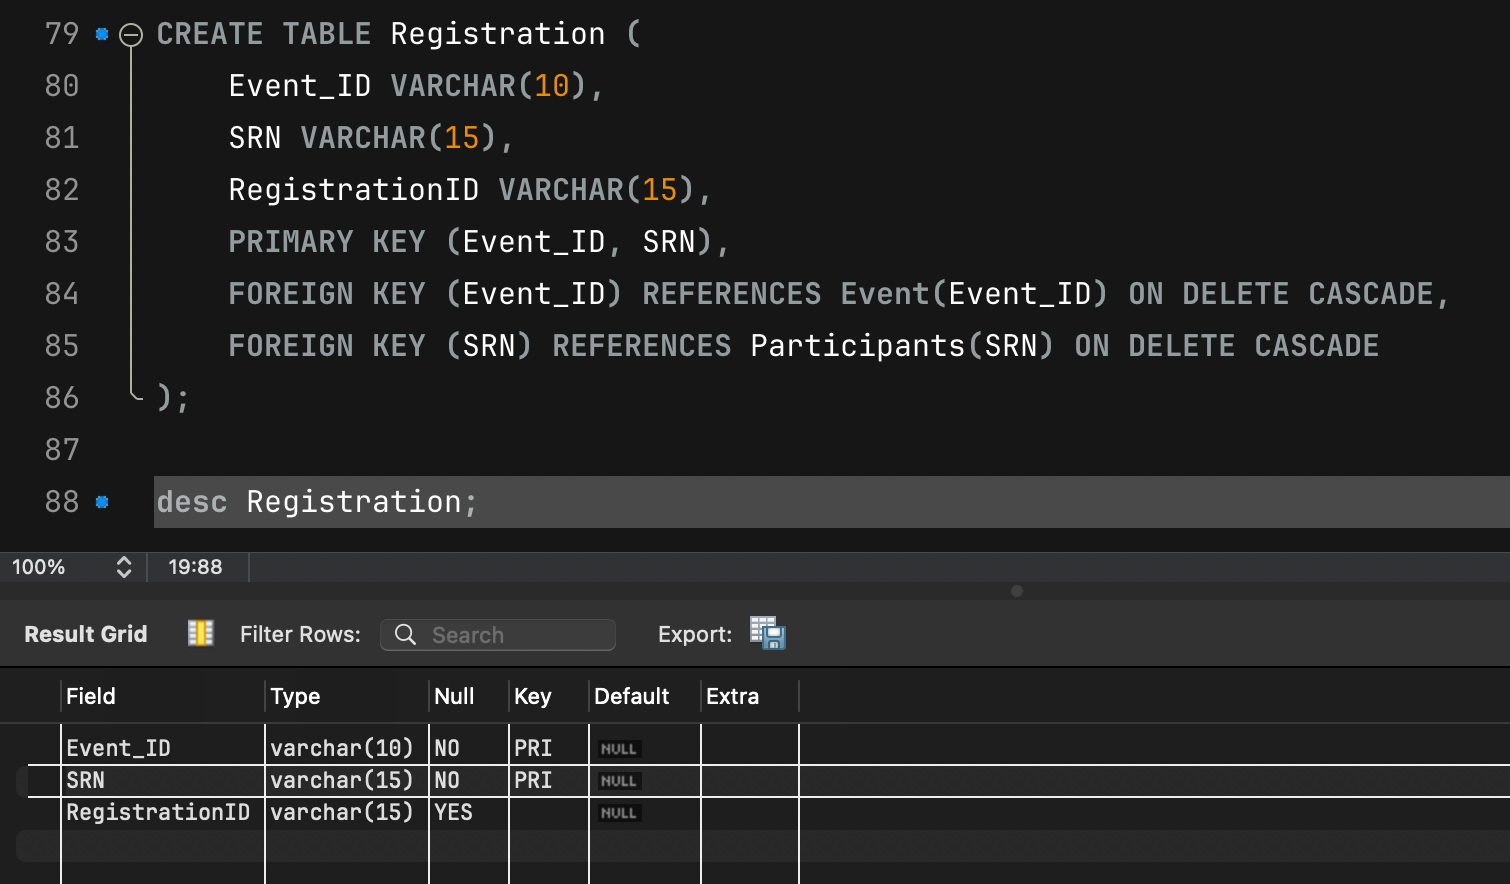 79 CREATE TABLE Registration (
80 Event_ID VARCHAR(10),
81 SRN VARCHAR(15),
82 RegistrationID VARCHAR(15),
83 PRIMARY KEY (Event_ID, SRN),
84 FOREIGN KEY (Event_ID) REFERENCES Event(Event_ID) ON DELETE CASCADE,
85 FOREIGN KEY (SRN) REFERENCES Participants(SRN) ON DELETE CASCADE
86 );
87
88 desc Registration;
100% 19:88
Result Grid Filter Rows: Search Export:
Field Type Null Key Default Extra
Event_ID varchar(10) NO PRI NULL
SRN varchar(15) NO PRI NULL
RegistrationID varchar(15) YES NULL